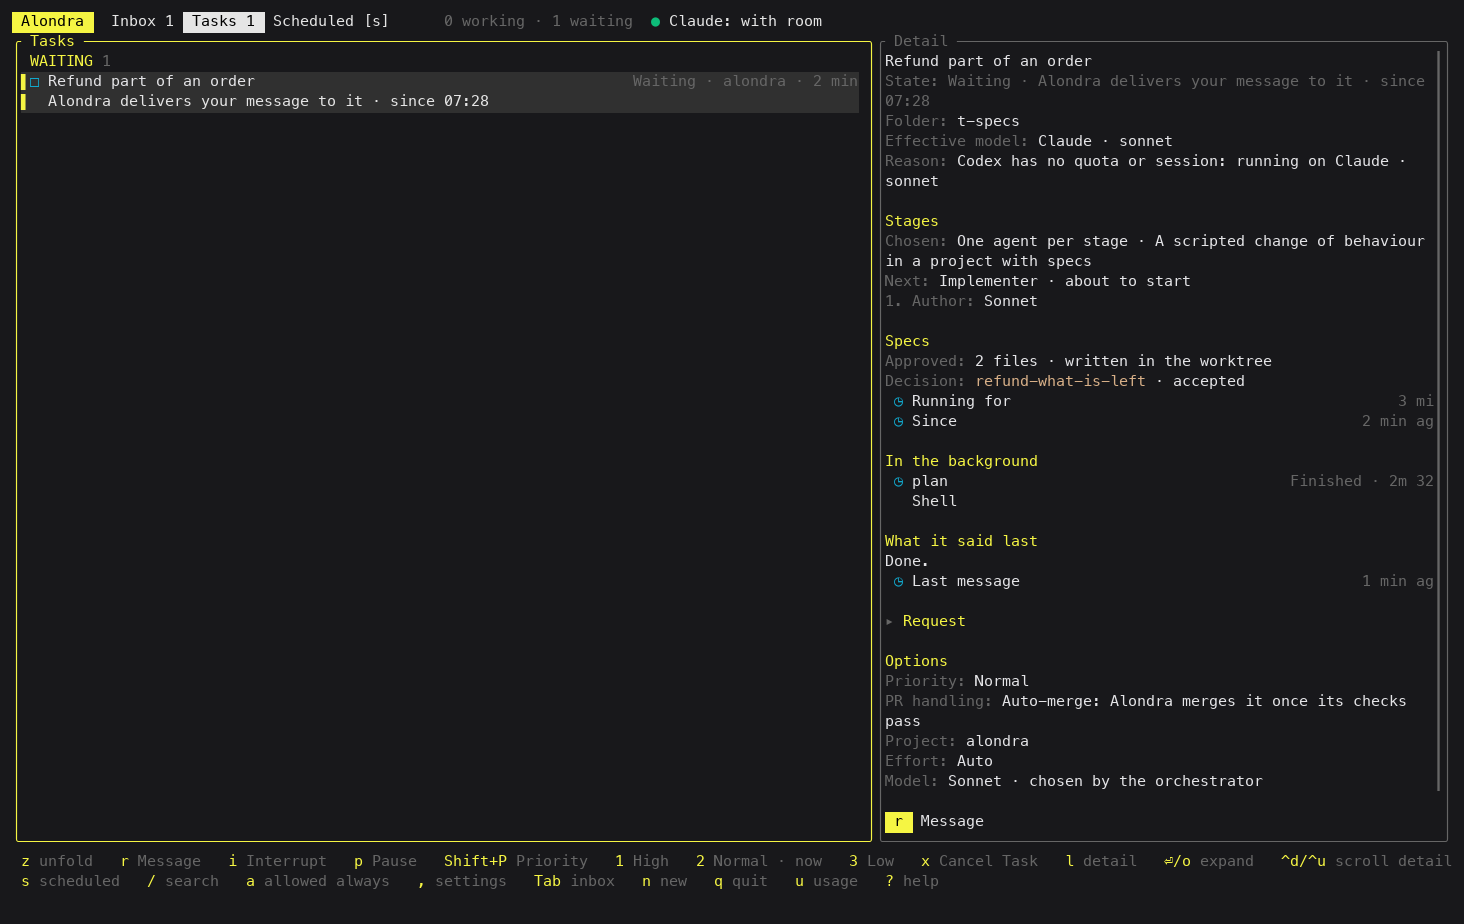 Alondra Inbox 1 Tasks 1 Scheduled [s] 0 working · 1 waiting ● Claude: with room
Tasks
WAITING 1
□ Refund part of an order Waiting · alondra · 2 min
Alondra delivers your message to it · since 07:28
Detail
Refund part of an order
State: Waiting · Alondra delivers your message to it · since
07:28
Folder: t-specs
Effective model: Claude · sonnet
Reason: Codex has no quota or session: running on Claude ·
sonnet
Stages
Chosen: One agent per stage · A scripted change of behaviour
in a project with specs
Next: Implementer · about to start
1. Author: Sonnet
Specs
Approved: 2 files · written in the worktree
Decision: refund-what-is-left · accepted
◷ Running for 3 mi
◷ Since 2 min ag
In the background
◷ plan Finished · 2m 32
Shell
What it said last
Done.
◷ Last message 1 min ag
▸ Request
Options
Priority: Normal
PR handling: Auto-merge: Alondra merges it once its checks
pass
Project: alondra
Effort: Auto
Model: Sonnet · chosen by the orchestrator
r Message
z unfold r Message i Interrupt p Pause Shift+P Priority 1 High 2 Normal · now 3 Low x Cancel Task l detail ⏎/o expand ^d/^u scroll detail
s scheduled / search a allowed always , settings Tab inbox n new q quit u usage ? help